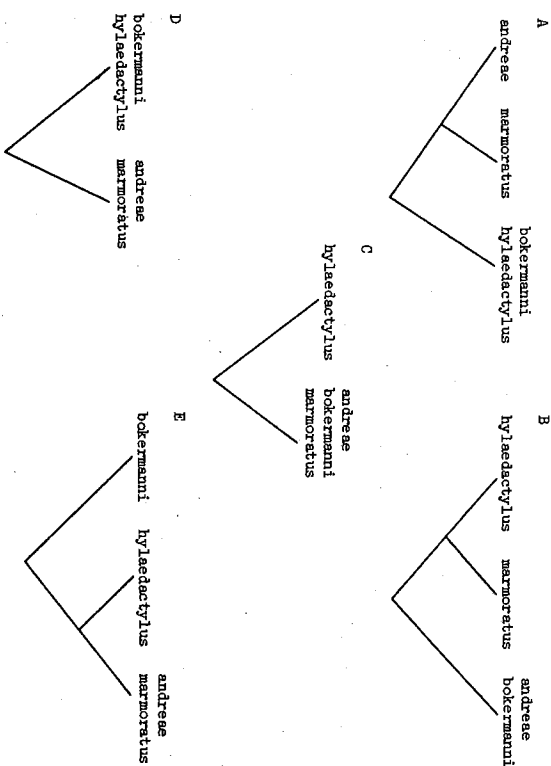 A
andreae
marmoratus
bokermanni
hylaedactylus
B
hylaedactylus
marmoratus
andreae
bokermanni
C
hylaedactylus
andreae
bokermanni
marmoratus
D
bokermanni
hylaedactylus
andreae
marmoratus
E
bokermanni
hylaedactylus
andreae
marmoratus